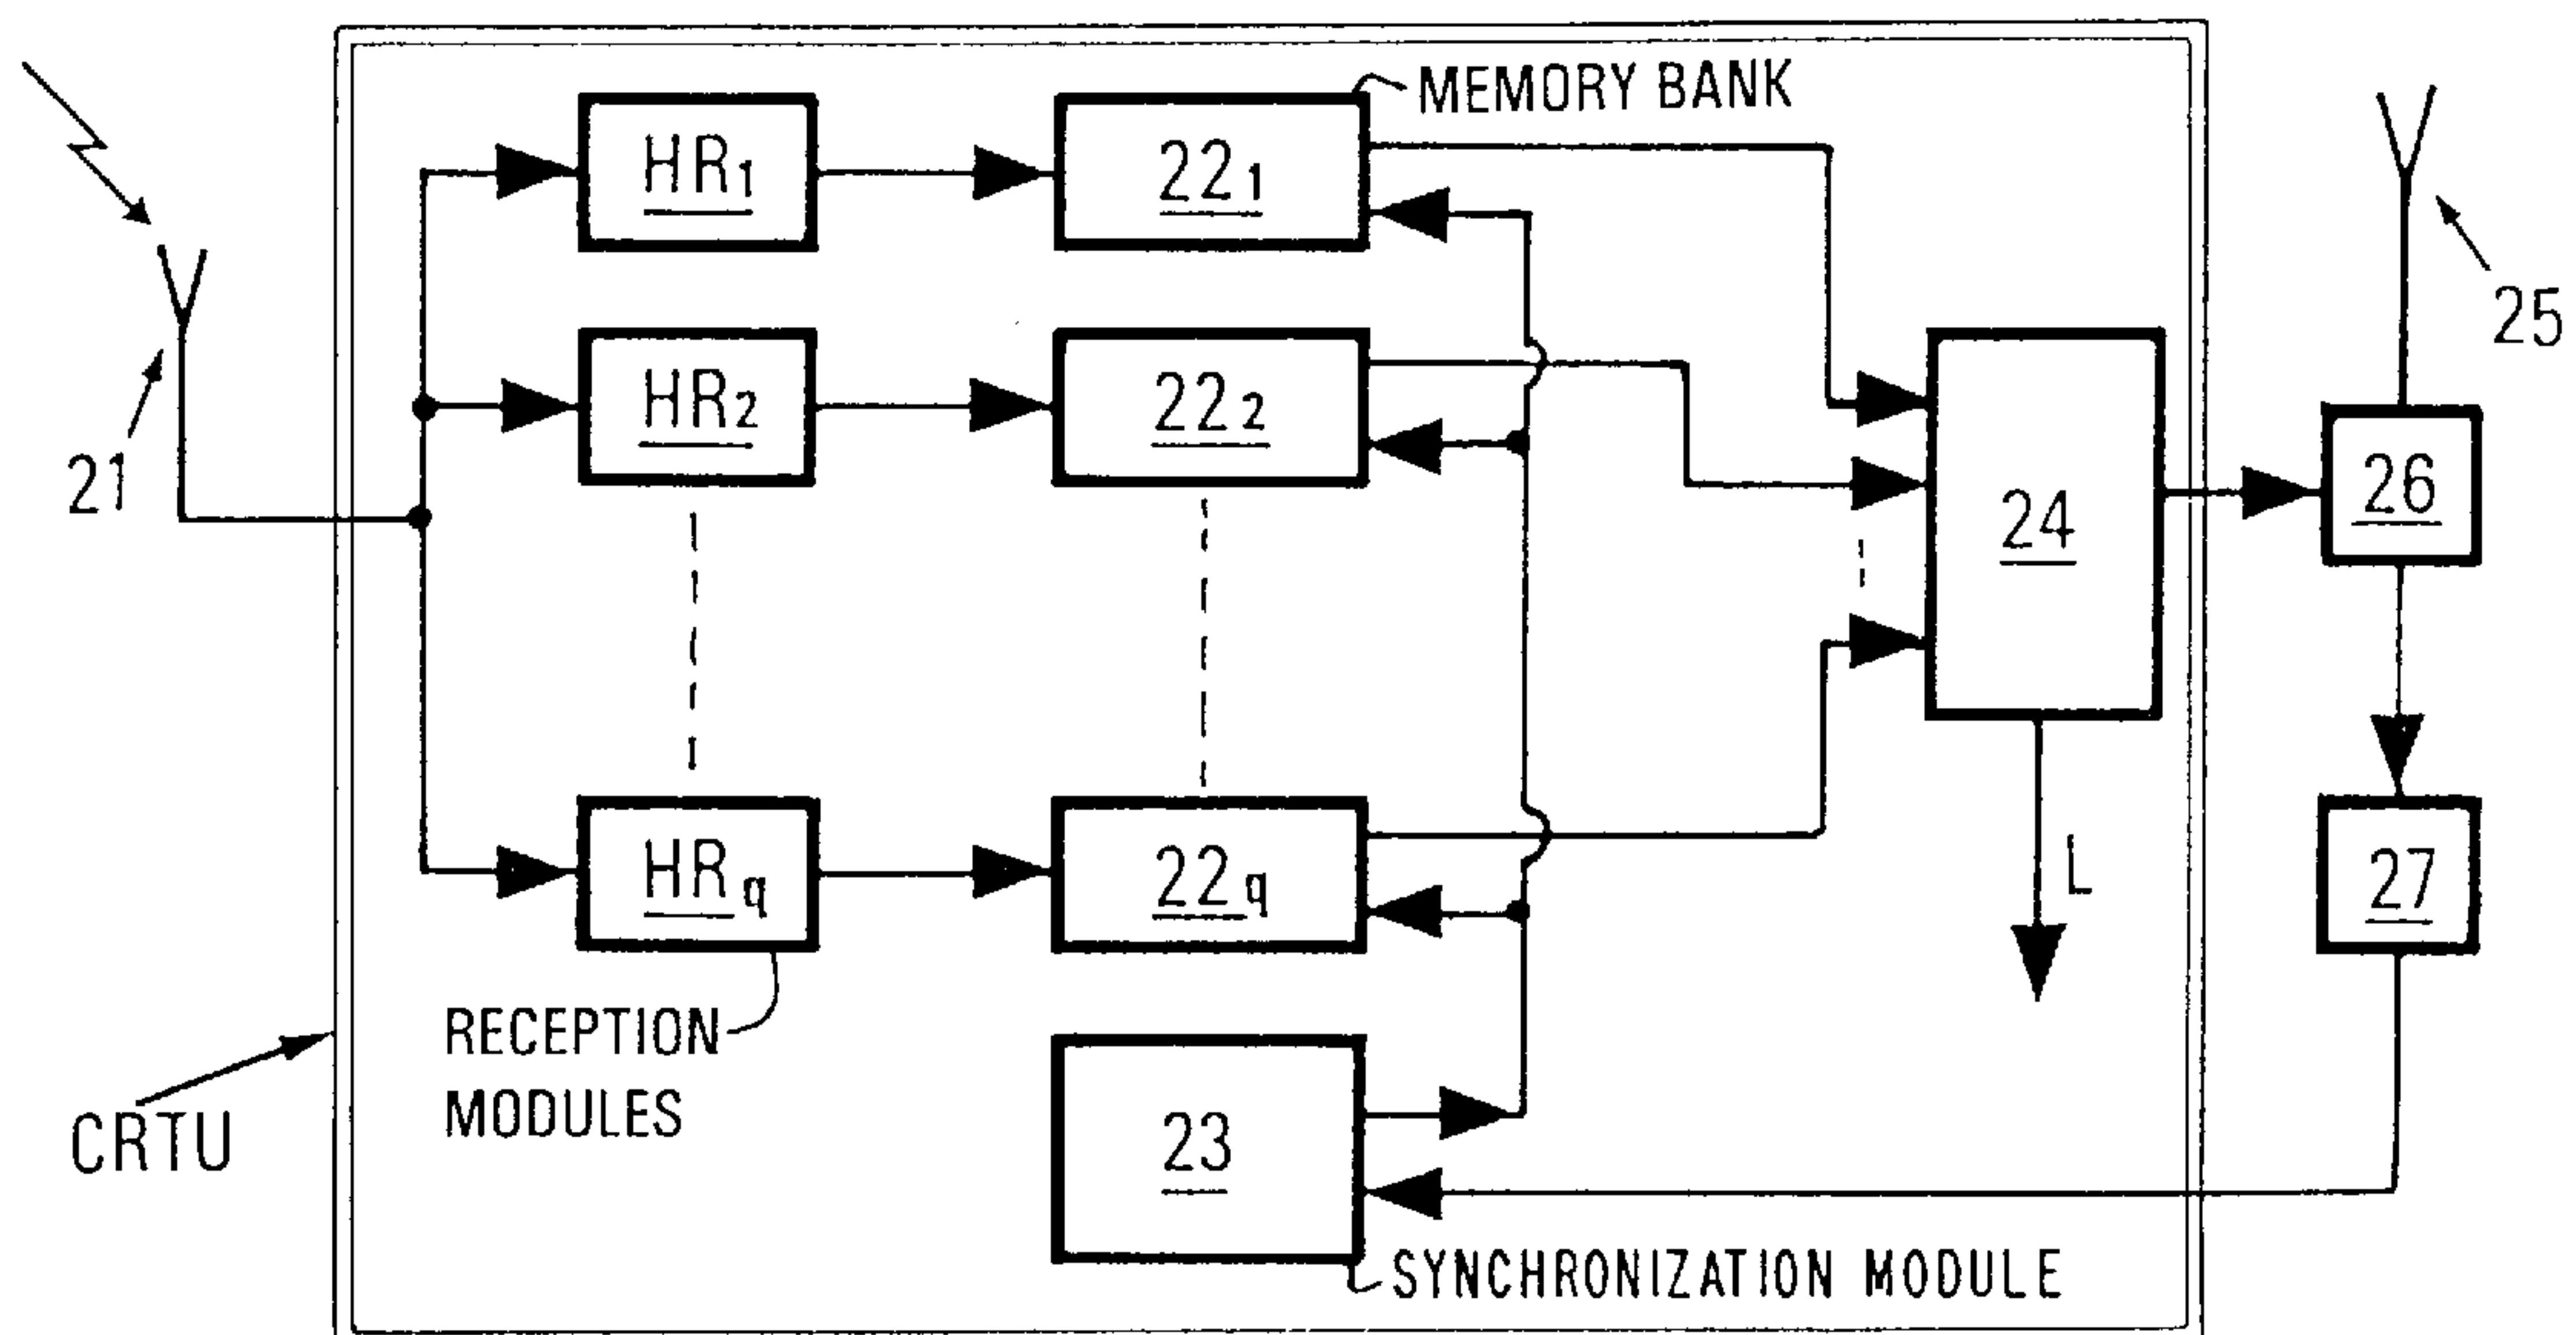 MEMORY BANK
HR1
221
25
HR2
222
21
26
24
HRq
22q
L
27
RECEPTION
MODULES
CRTU
23
SYNCHRONIZATION MODULE